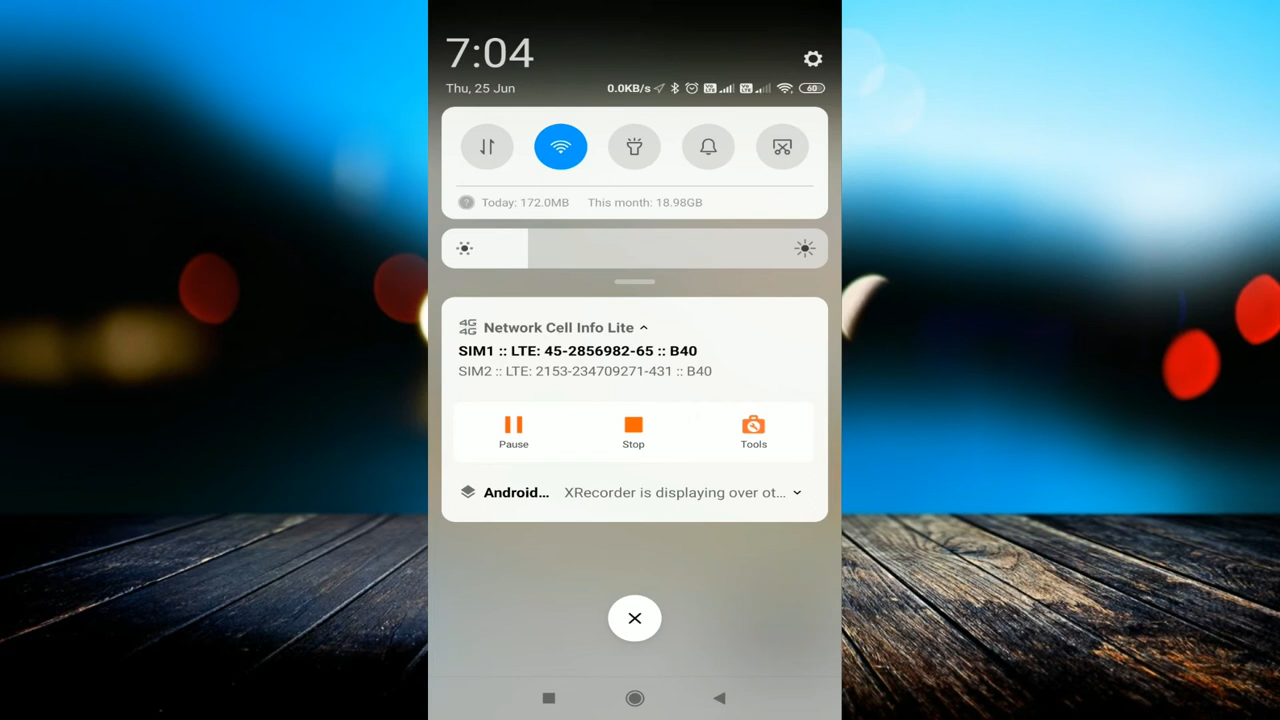 7:04
Thu, 25 Jun
0.0KB/s
60
Today: 172.0MB This month: 18.98GB
4G
4G
Network Cell Info Lite
SIM1 :: LTE: 45-2856982-65 :: B40
SIM2 :: LTE: 2153-234709271-431 :: B40
Pause Stop Tools
Android... XRecorder is displaying over ot...